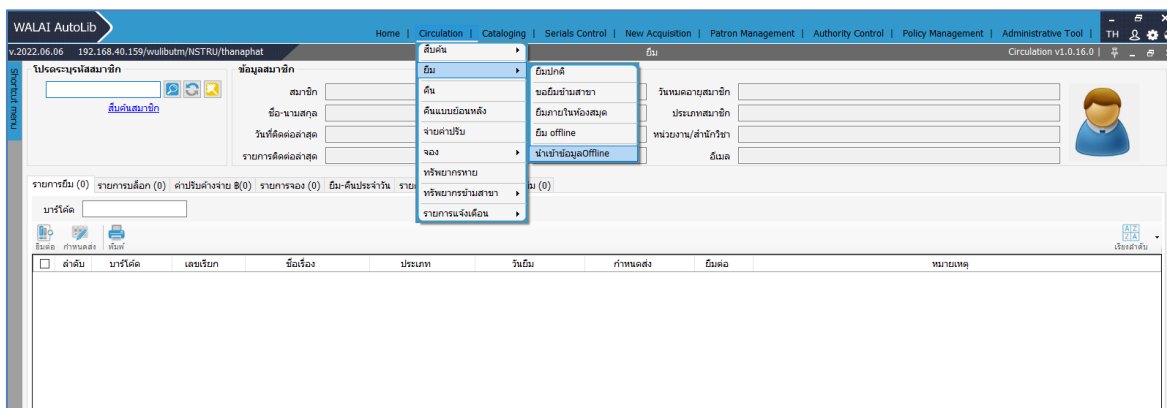 WALAI AutoLib
Home | Circulation | Cataloging | Serials Control | New Acquisition | Patron Management | Authority Control | Policy Management | Administrative Tool | TH
v.2022.06.06 192.168.40.159/wulibutm/NSTRU/thanaphat
ยืม
Circulation v1.0.16.0 |
Shortcut menu
สืบค้น
ยืม
คืน
คืนแบบย้อนหลัง
จ่ายค่าปรับ
จอง
ทรัพยากรหาย
ทรัพยากรข้ามสาขา
รายการแจ้งเตือน
ยืมปกติ
ขอยืมข้ามสาขา
ยืมภายในห้องสมุด
ยืม offline
นำเข้าข้อมูลOffline
โปรดระบุรหัสสมาชิก
สืบค้นสมาชิก
ข้อมูลสมาชิก
สมาชิก
ชื่อ-นามสกุล
วันที่ติดต่อล่าสุด
รายการติดต่อล่าสุด
วันหมดอายุสมาชิก
ประเภทสมาชิก
หน่วยงาน/สำนักวิชา
อีเมล
รายการยืม (0) รายการบล็อก (0) ค่าปรับค้างจ่าย ฿(0) รายการจอง (0) ยืม-คืนประจำวัน (0)
บาร์โค้ด
ยืมต่อ กำหนดส่ง พิมพ์
เรียงลำดับ
ลำดับ บาร์โค้ด เลขเรียก ชื่อเรื่อง ประเภท วันยืม กำหนดส่ง ยืมต่อ หมายเหตุ